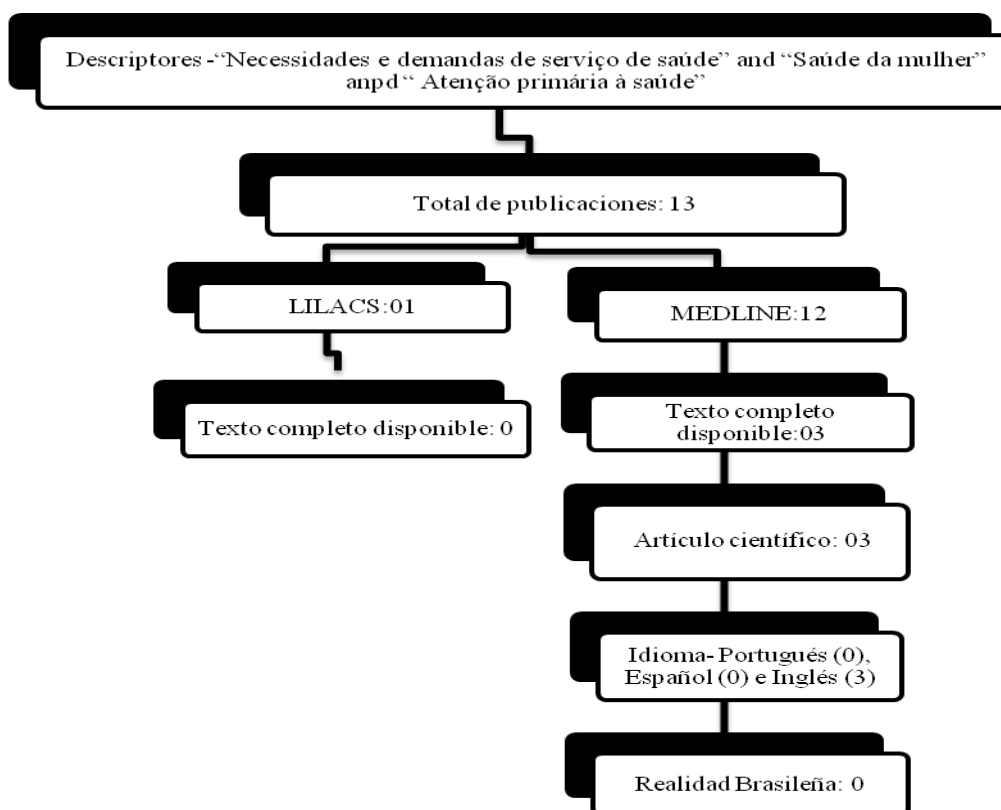 Descriptores -“Necessidades e demandas de serviço de saúde” and “Saúde da mulher”
anpd “ Atenção primária à saúde”
Total de publicaciones: 13
LILACS:01
MEDLINE:12
Texto completo disponible: 0
Texto completo
disponible:03
Artículo científico: 03
Idioma- Portugués (0),
Español (0) e Inglés (3)
Realidad Brasileña: 0